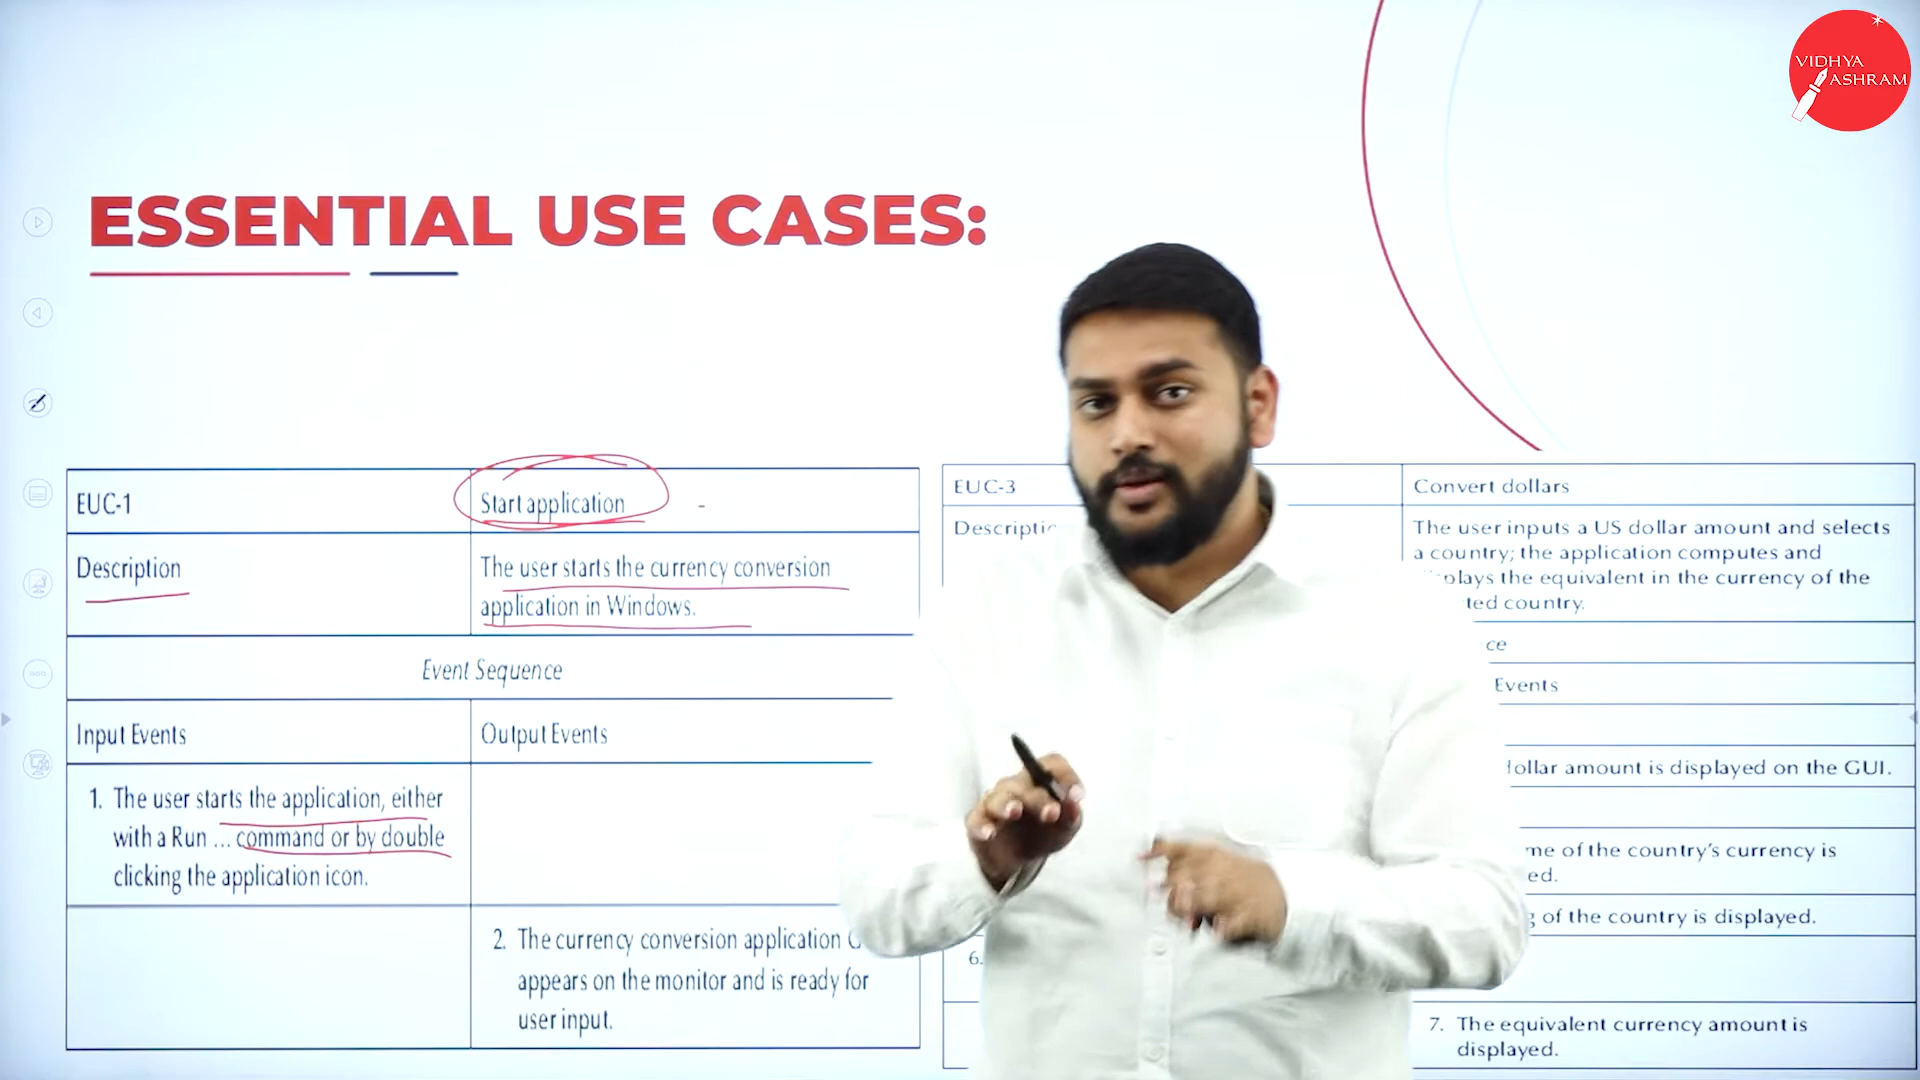 VIDHYA
ASHRAM
ESSENTIAL USE CASES:
EUC-1
Start application
Description
The user starts the currency conversion
application in Windows.
Event Sequence
Input Events
Output Events
1. The user starts the application, either
with a Run ... command or by double
clicking the application icon.
2. The currency conversion application
appears on the monitor and is ready for
user input.
EUC-3
Convert dollars
The user inputs a US dollar amount and selects
a country; the application computes and
the equivalent in the currency of the
country.
Events
dollar amount is displayed on the GUI.
of the country's currency is
of the country is displayed.
6.
7. The equivalent currency amount is
displayed.